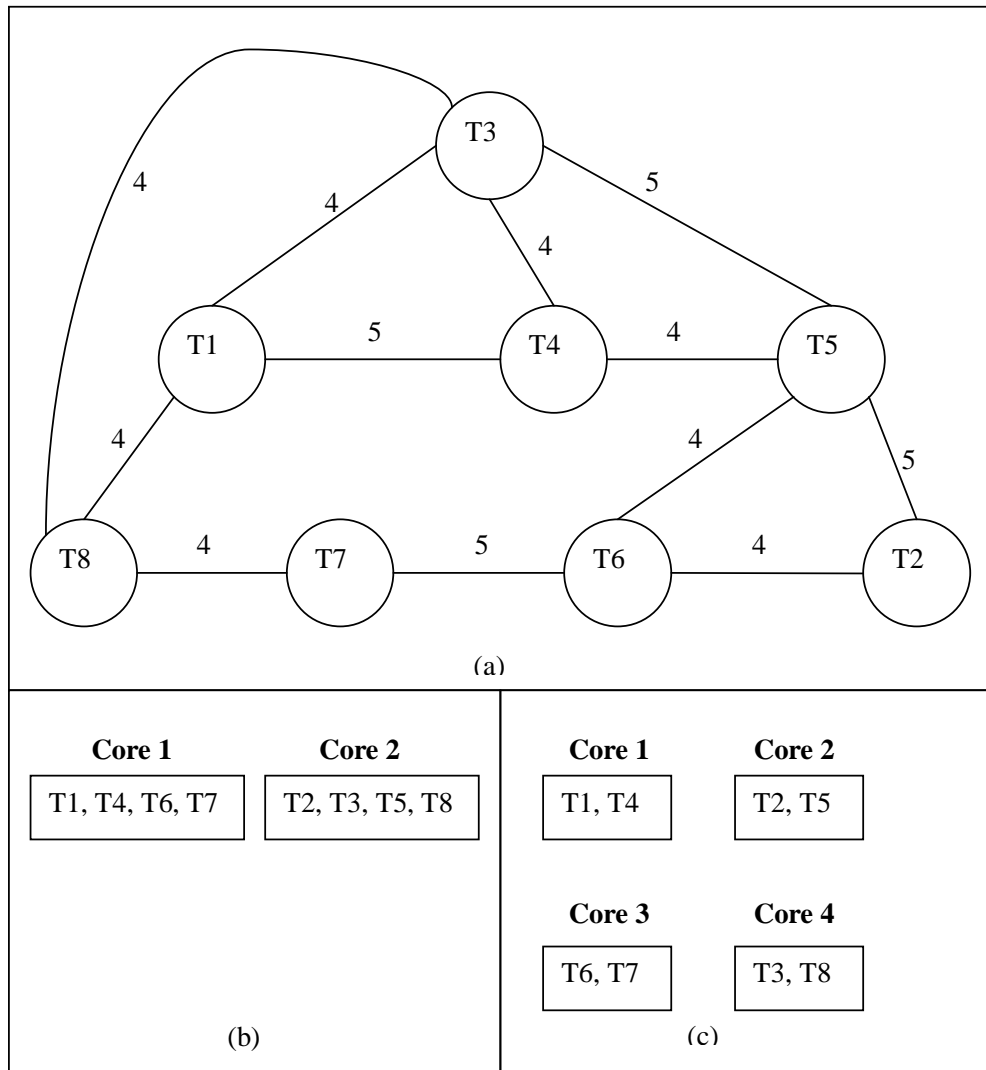 T3
4
4
5
4
T1
5
T4
4
T5
4
4
5
T8
4
T7
5
T6
4
T2
(a)
Core 1
Core 2
T1, T4, T6, T7
T2, T3, T5, T8
(b)
Core 1
Core 2
T1, T4
T2, T5
Core 3
Core 4
T6, T7
T3, T8
(c)